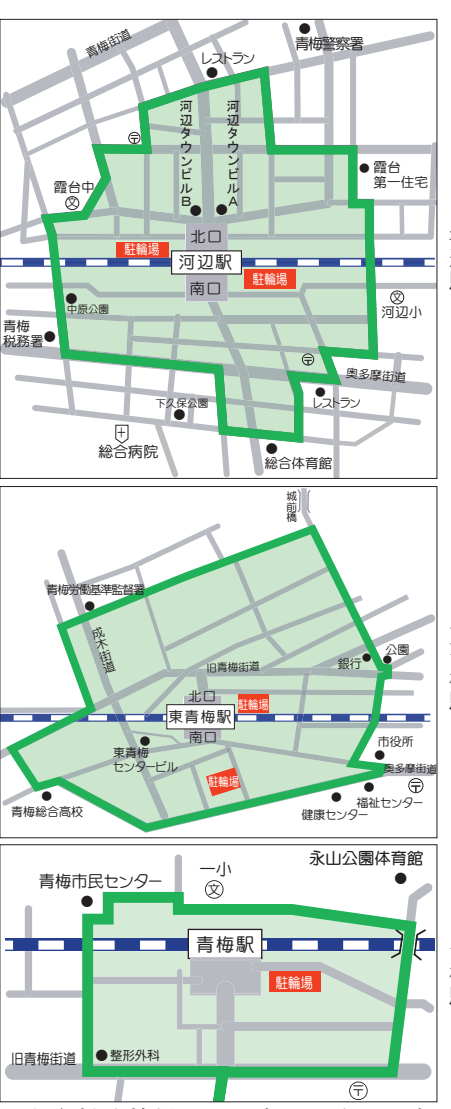 青梅街道
レストラン
青梅警察署
河辺タウンビルB
河辺タウンビルA
〒
霞台中
文
霞台
第一住宅
北口
駐輪場
河辺駅
駐輪場
南口
中原公園
文
河辺小
青梅
税務署
〒
奥多摩街道
下久保公園
レストラン
総合病院
総合体育館
城前橋
青梅労働基準監督署
成木街道
旧青梅街道
銀行
公園
北口
駐輪場
東青梅駅
南口
東青梅
センタービル
市役所
駐輪場
奥多摩街道
〒
青梅総合高校
福祉センター
健康センター
永山公園体育館
一小
文
青梅市民センター
青梅駅
駐輪場
旧青梅街道
整形外科
〒